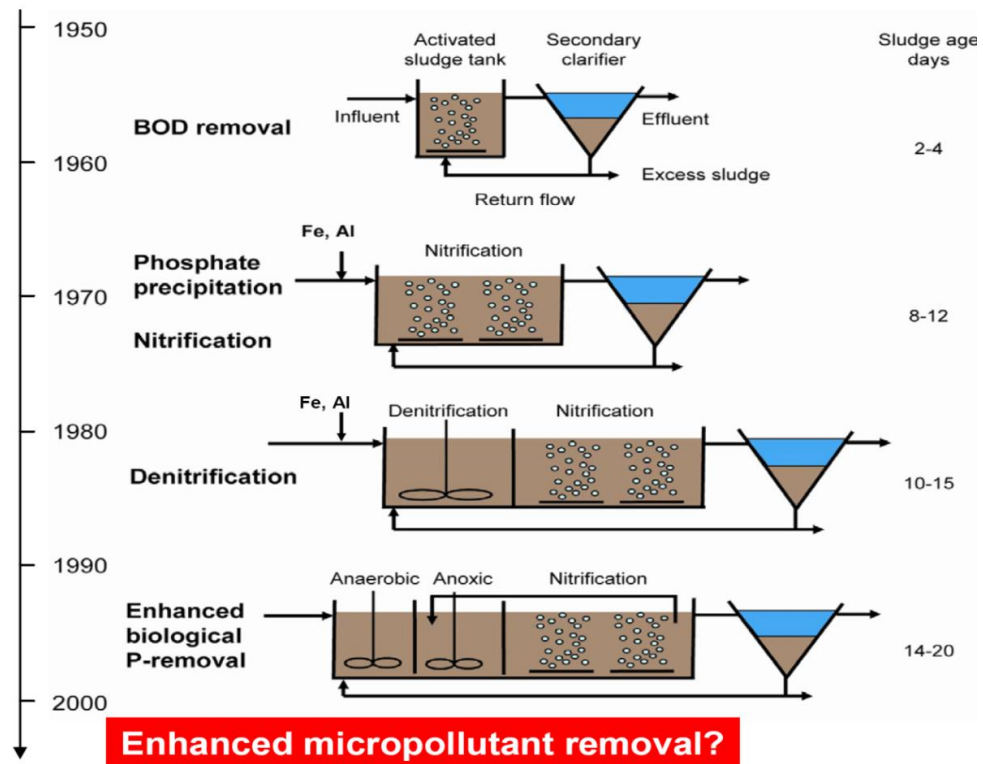 1950
Activated
sludge tank
Secondary
clarifier
Sludge age
days
Influent
Effluent
BOD removal
2-4
1960
Excess sludge
Return flow
Fe, Al
Nitrification
Phosphate
precipitation
1970
Nitrification
8-12
Fe, Al
Denitrification
Nitrification
1980
Denitrification
10-15
1990
Anaerobic
Anoxic
Nitrification
Enhanced
biological
P-removal
14-20
2000
Enhanced micropollutant removal?